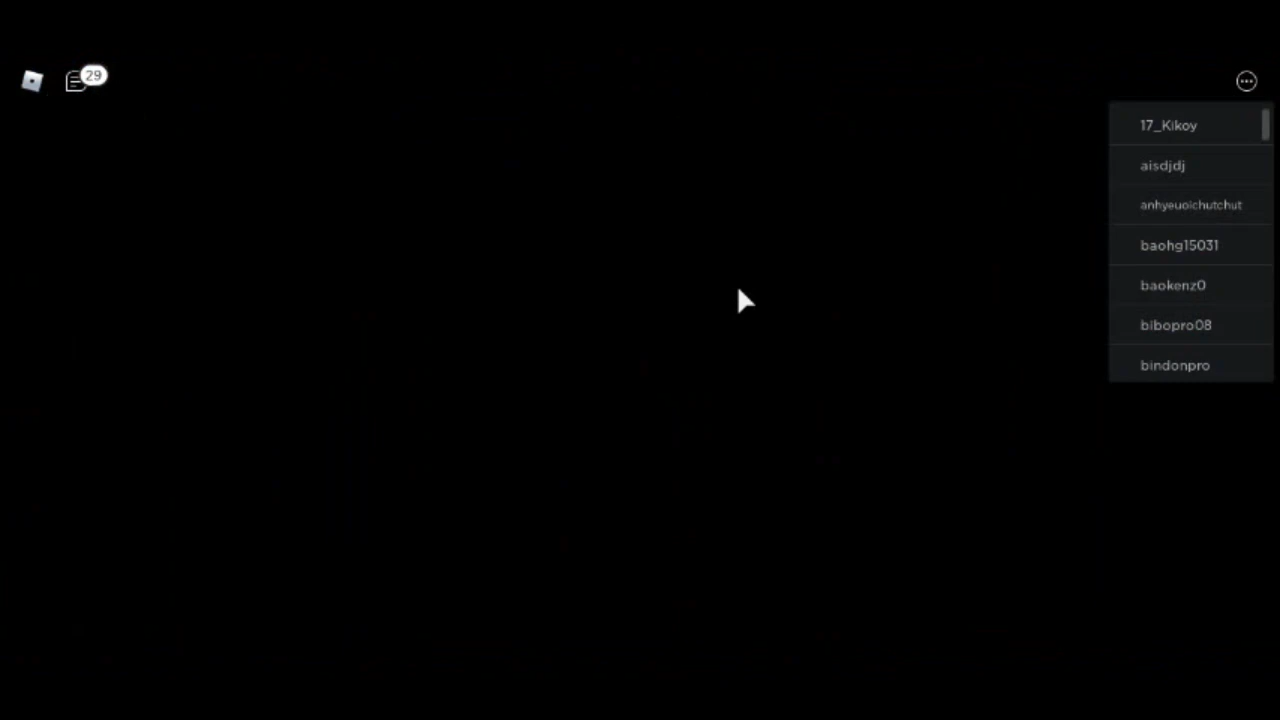 29
17_Kikoy
aisdjdj
anhyeuoichutchut
baohg15031
baokenz0
bibopro08
bindonpro